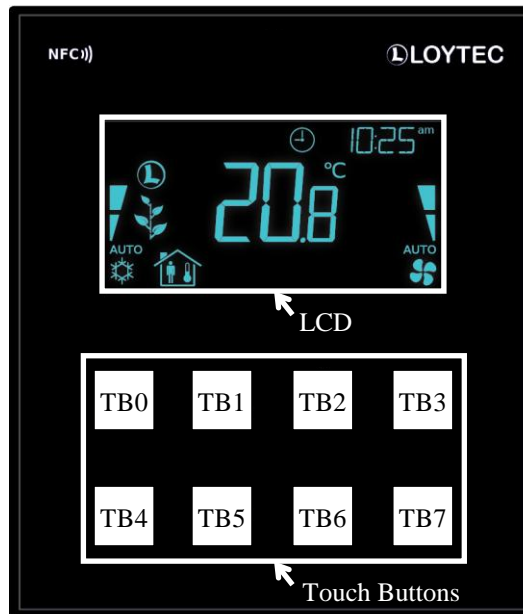 NFC
LOYTEC
10:25 am
20.8 °C
AUTO
AUTO
LCD
TB0 TB1 TB2 TB3
TB4 TB5 TB6 TB7
Touch Buttons